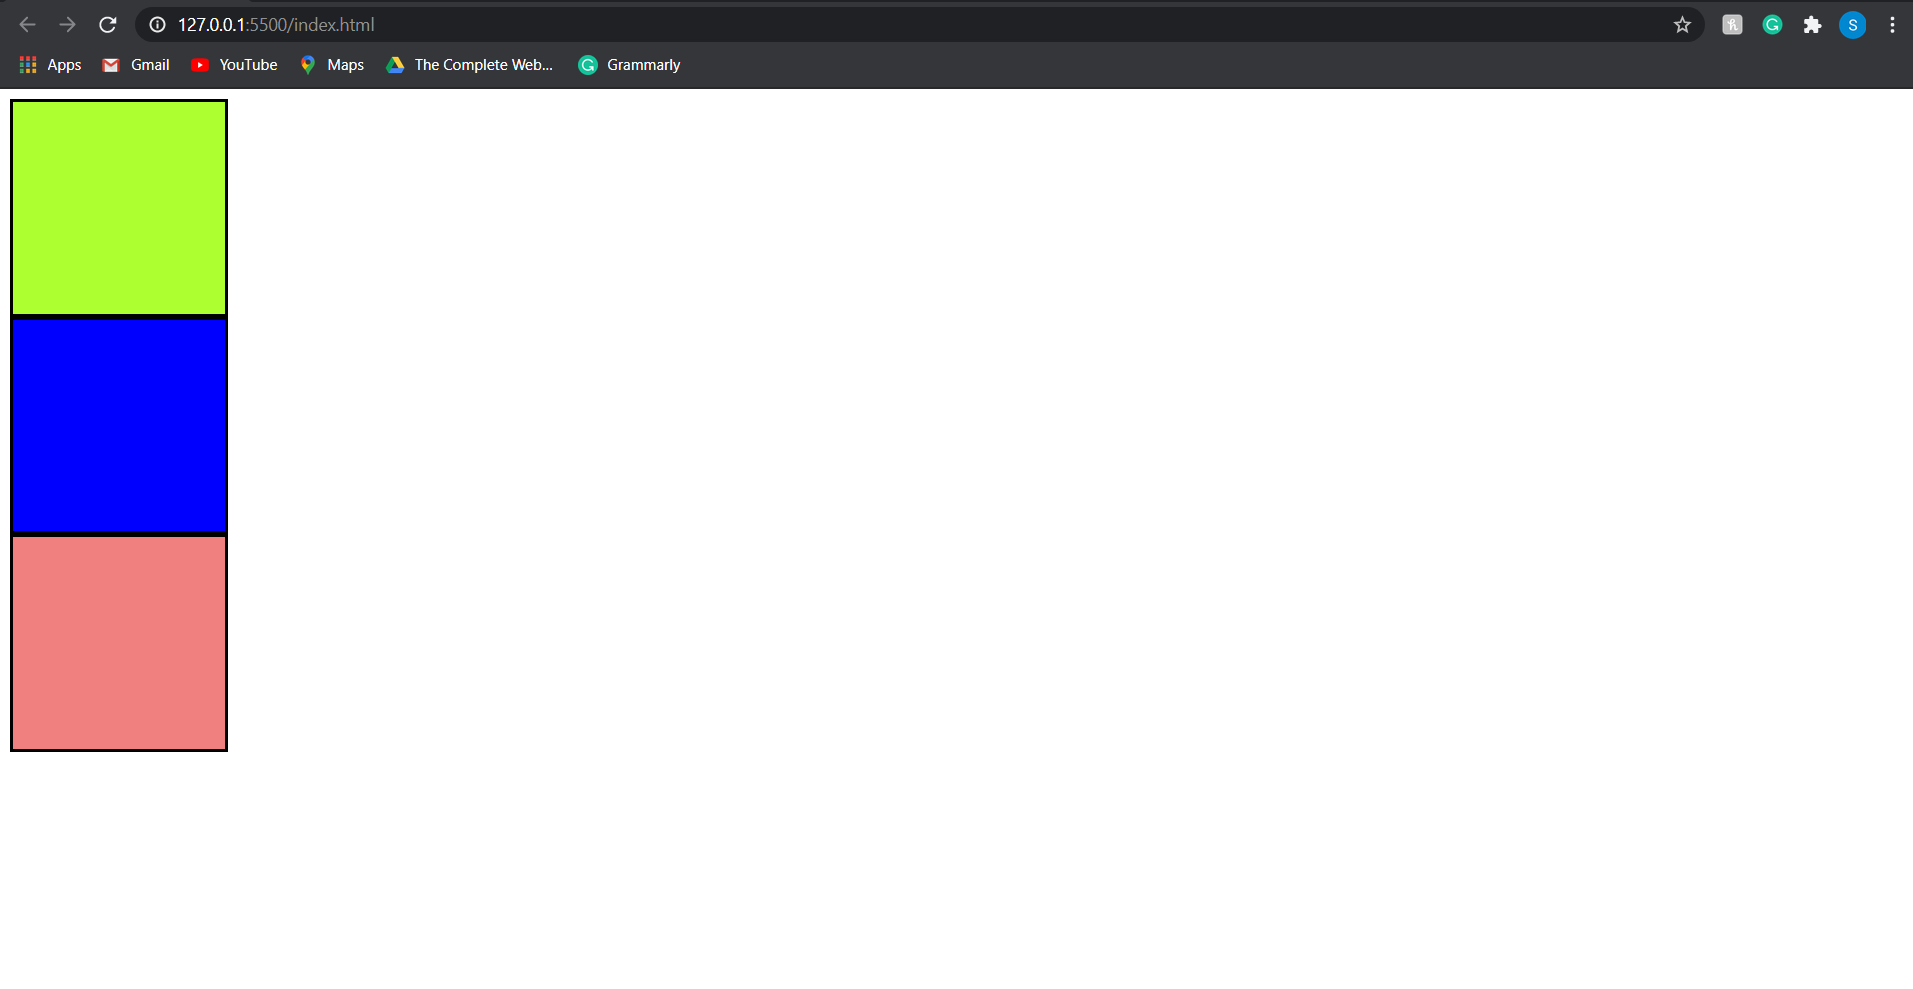 127.0.0.1:5500/index.html
S
Apps Gmail YouTube Maps The Complete Web... Grammarly